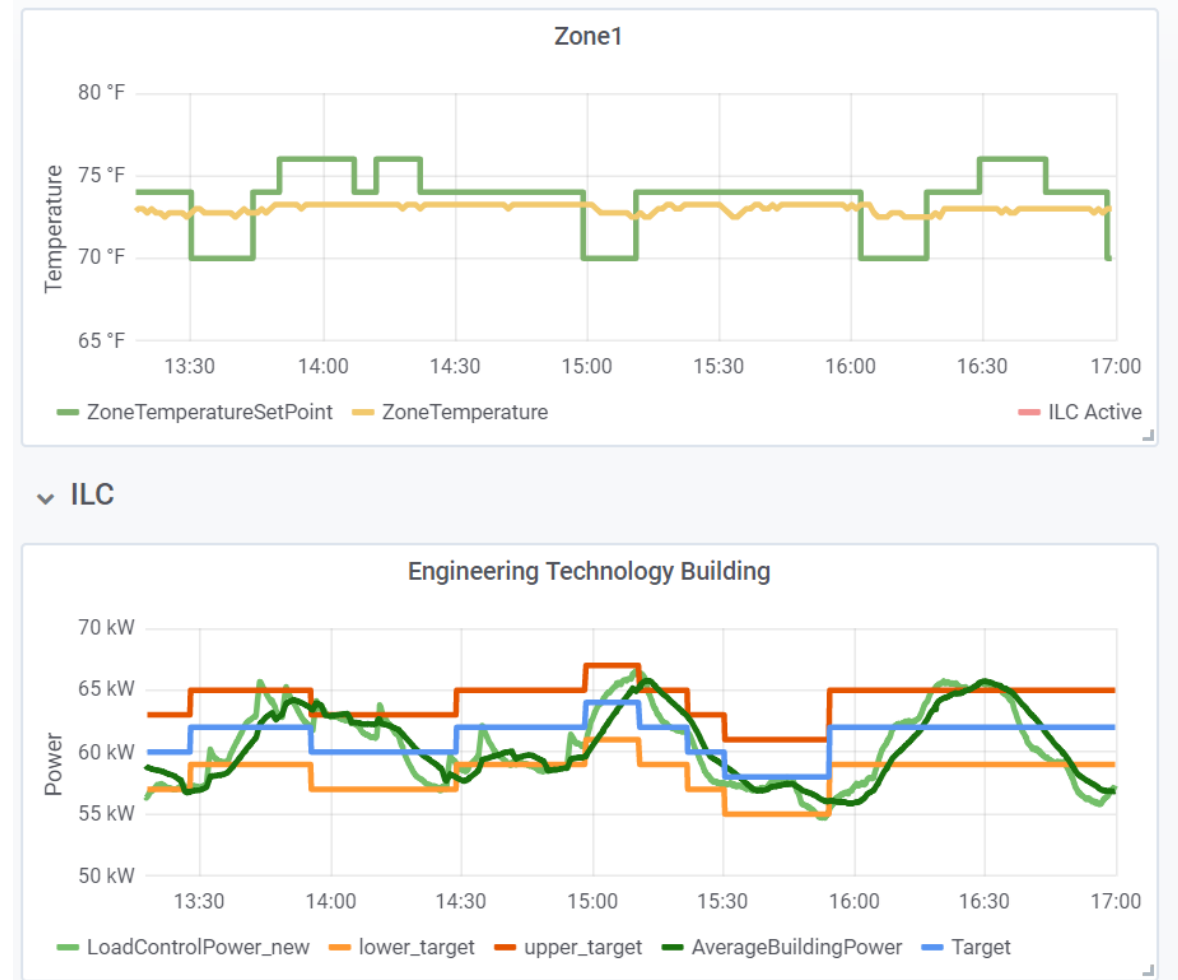 Zone1
80 °F
75 °F
70 °F
65 °F
Temperature
13:30 14:00 14:30 15:00 15:30 16:00 16:30 17:00
ZoneTemperatureSetPoint ZoneTemperature ILC Active
ILC
Engineering Technology Building
70 kW
65 kW
60 kW
55 kW
50 kW
Power
13:30 14:00 14:30 15:00 15:30 16:00 16:30 17:00
LoadControlPower_new lower_target upper_target AverageBuildingPower Target